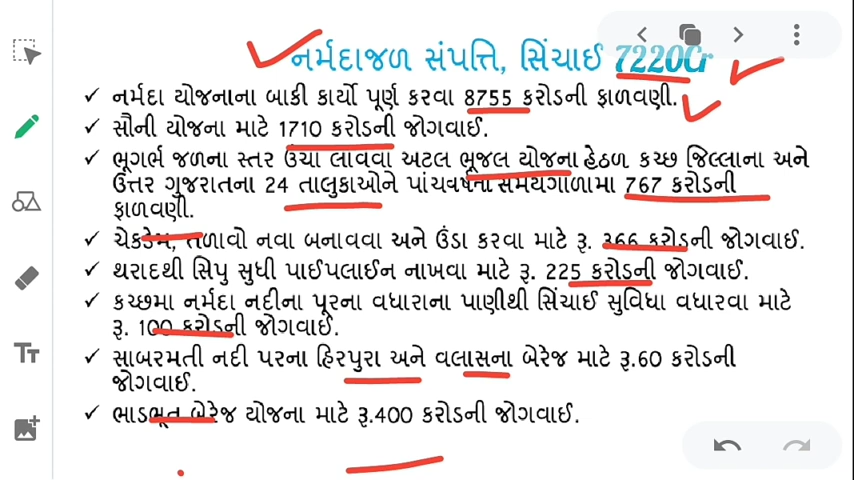 નર્મદાજળ સંપત્તિ, સિંચાઈ 7220Cr
✓ નર્મદા યોજનાના બાકી કાર્યો પૂર્ણ કરવા 8755 કરોડની ફાળવણી.
✓ સૌની યોજના માટે 1710 કરોડની જોગવાઈ.
✓ ભૂગર્ભ જળના સ્તર ઉંચા લાવવા અટલ ભૂજલ યોજના હેઠળ કચ્છ જિલ્લાના અને
ઉત્તર ગુજરાતના 24 તાલુકાઓને પાંચવર્ષના સમયગાળામા 767 કરોડની
ફાળવણી.
✓ ચેકડેમ, તળાવો નવા બનાવવા અને ઉંડા કરવા માટે રૂ. 366 કરોડની જોગવાઈ.
✓ થરાદથી સિપુ સુધી પાઈપલાઈન નાખવા માટે રૂ. 225 કરોડની જોગવાઈ.
✓ કચ્છમા નર્મદા નદીના પૂરના વધારાના પાણીથી સિંચાઈ સુવિધા વધારવા માટે
રૂ. 100 કરોડની જોગવાઈ.
✓ સાબરમતી નદી પરના હિરપુરા અને વલાસના બેરેજ માટે રૂ.60 કરોડની
જોગવાઈ.
✓ ભાડભૂત બેરેજ યોજના માટે રૂ.400 કરોડની જોગવાઈ.
Tт